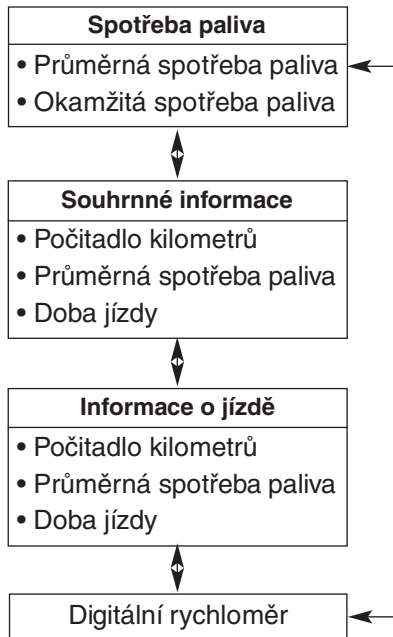 Spotřeba paliva
• Průměrná spotřeba paliva
• Okamžitá spotřeba paliva
Souhrnné informace
• Počitadlo kilometrů
• Průměrná spotřeba paliva
• Doba jízdy
Informace o jízdě
• Počitadlo kilometrů
• Průměrná spotřeba paliva
• Doba jízdy
Digitální rychloměr